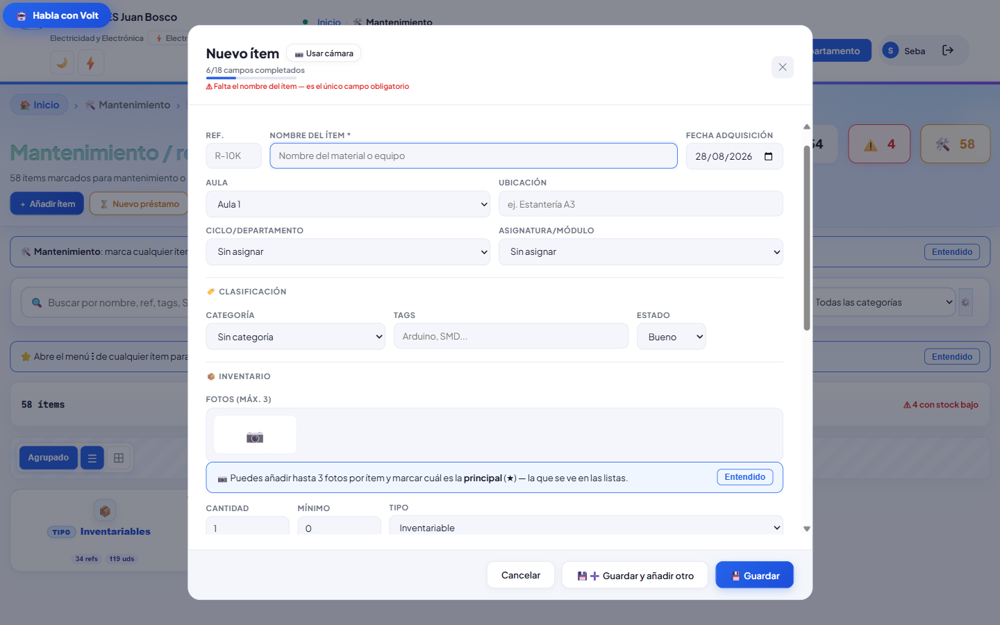 Habla con Volt
ES Juan Bosco
Electricidad y Electrónica
Electr
Inicio › Mantenimiento
partamento
S
Seba
Inicio › Mantenimiento ›
Mantenimiento / re
58 ítems marcados para mantenimiento o
+ Añadir ítem
Nuevo préstamo
54
4
58
Mantenimiento: marca cualquier íter
Entendido
Buscar por nombre, ref, tags, S
Todas las categorías
Abre el menú ⋮ de cualquier ítem para
Entendido
58 ítems
⚠ 4 con stock bajo
Agrupado
TIPO Inventariables
34 refs
119 uds
Nuevo ítem
Usar cámara
6/18 campos completados
⚠ Falta el nombre del ítem — es el único campo obligatorio
REF.
NOMBRE DEL ÍTEM *
FECHA ADQUISICIÓN
R-10K
Nombre del material o equipo
28/08/2026
AULA
UBICACIÓN
Aula 1
ej. Estantería A3
CICLO/DEPARTAMENTO
ASIGNATURA/MÓDULO
Sin asignar
Sin asignar
CLASIFICACIÓN
CATEGORÍA
TAGS
ESTADO
Sin categoría
Arduino, SMD...
Bueno
INVENTARIO
FOTOS (MÁX. 3)
Puedes añadir hasta 3 fotos por ítem y marcar cuál es la principal (★) — la que se ve en las listas.
Entendido
CANTIDAD
MÍNIMO
TIPO
1
0
Inventariable
Cancelar
Guardar y añadir otro
Guardar